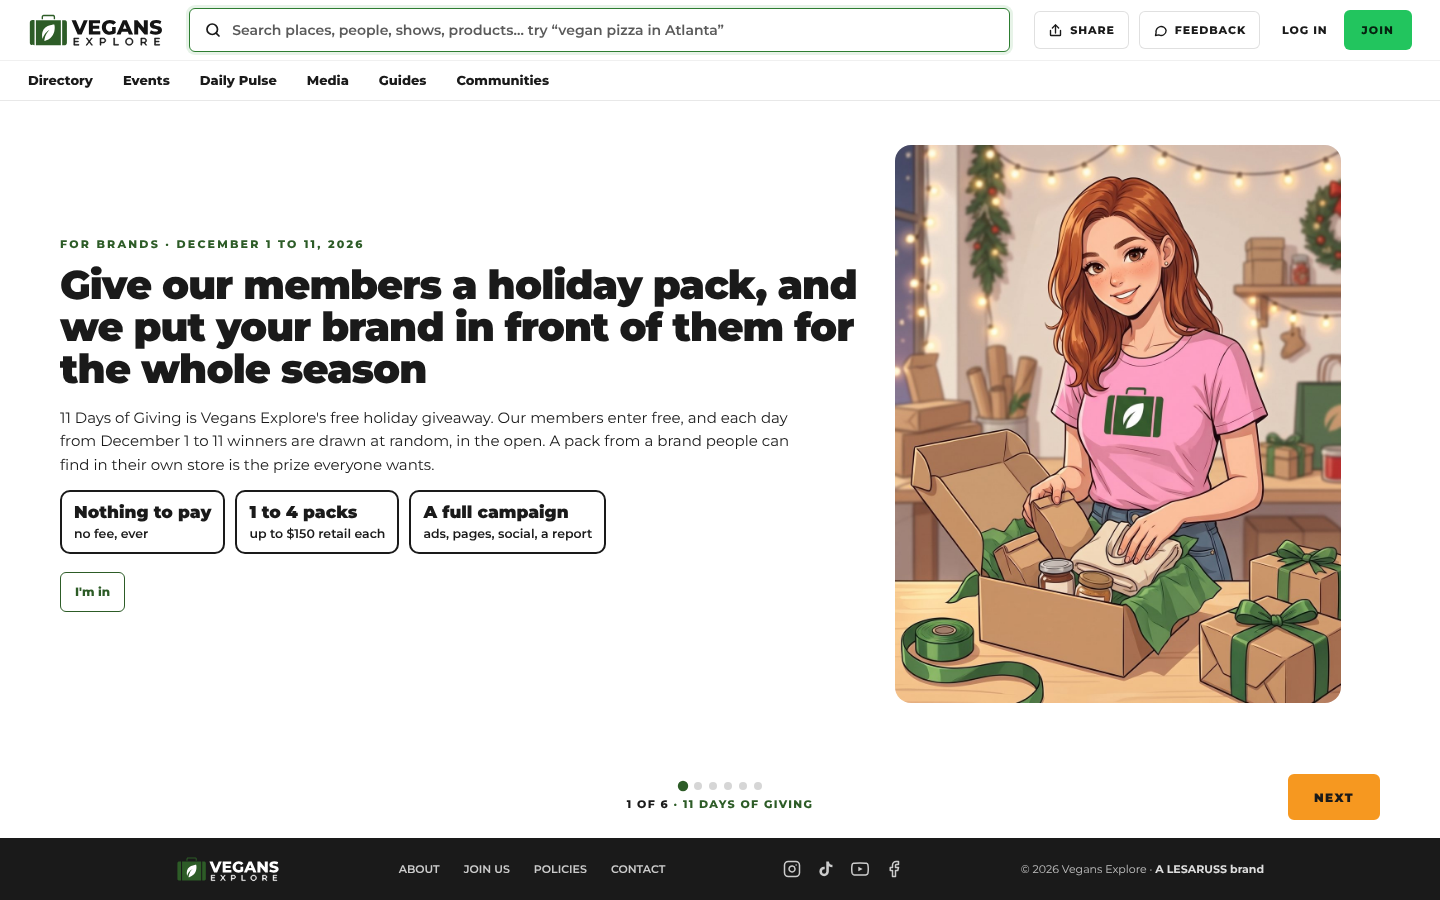 VEGANS
EXPLORE
Search places, people, shows, products... try “vegan pizza in Atlanta”
SHARE
FEEDBACK
LOG IN
JOIN
Directory
Events
Daily Pulse
Media
Guides
Communities
FOR BRANDS · DECEMBER 1 TO 11, 2026
Give our members a holiday pack, and
we put your brand in front of them for
the whole season
11 Days of Giving is Vegans Explore's free holiday giveaway. Our members enter free, and each day
from December 1 to 11 winners are drawn at random, in the open. A pack from a brand people can
find in their own store is the prize everyone wants.
Nothing to pay
no fee, ever
1 to 4 packs
up to $150 retail each
A full campaign
ads, pages, social, a report
I'm in
1 OF 6 · 11 DAYS OF GIVING
NEXT
VEGANS
EXPLORE
ABOUT
JOIN US
POLICIES
CONTACT
© 2026 Vegans Explore · A LESARUSS brand